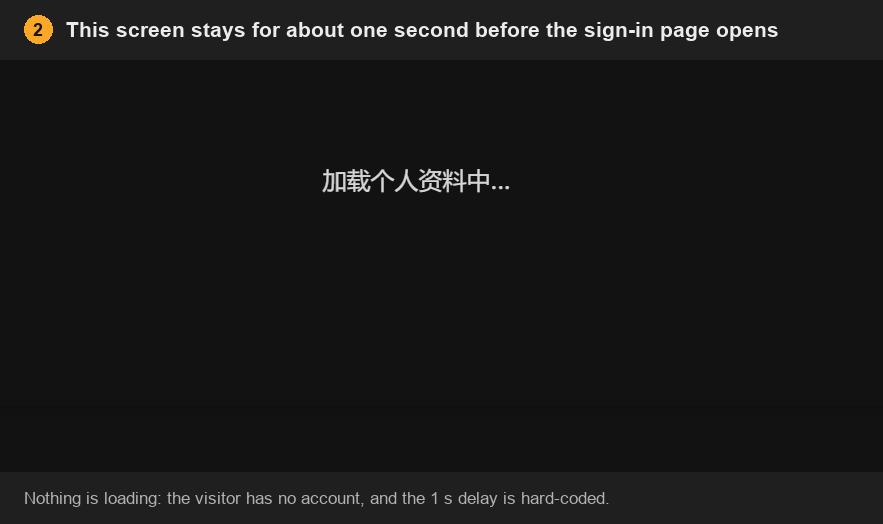 2 This screen stays for about one second before the sign-in page opens
加载个人资料中...
Nothing is loading: the visitor has no account, and the 1 s delay is hard-coded.